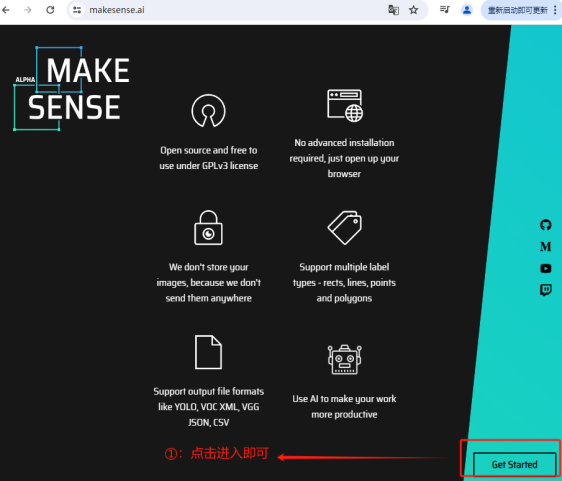 makesense.ai
重新启动即可更新
ALPHA
MAKE
SENSE
Open source and free to
use under GPLv3 license
No advanced installation
required, just open up your
browser
We don't store your
images, because we don't
send them anywhere
Support multiple label
types - rects, lines, points
and polygons
Support output file formats
like YOLO, VOC XML, VGG
JSON, CSV
Use AI to make your work
more productive
①：点击进入即可
Get Started